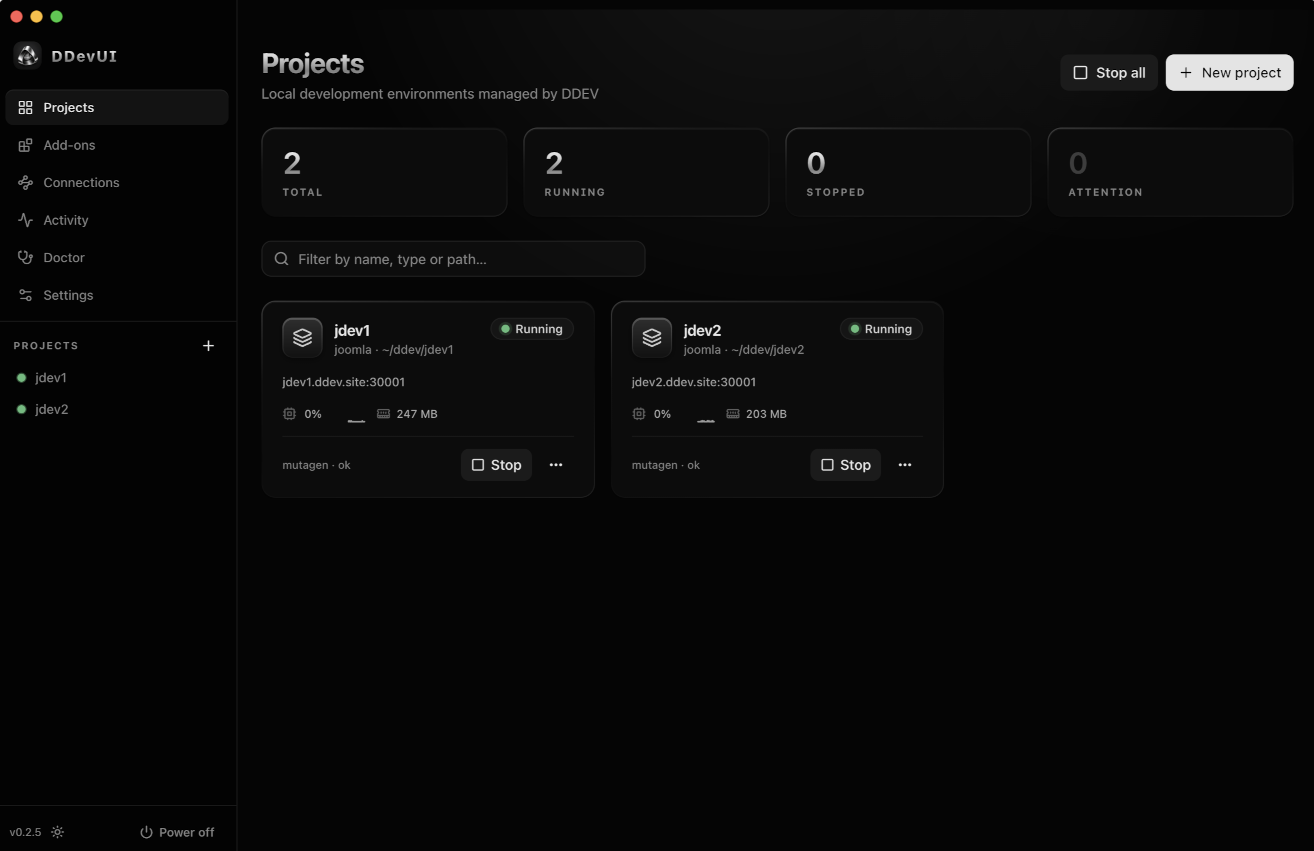 DDevUI
Projects
Add-ons
Connections
Activity
Doctor
Settings
PROJECTS
jdev1
jdev2
v0.2.5
Power off
Projects
Local development environments managed by DDEV
Stop all
New project
2
TOTAL
2
RUNNING
0
STOPPED
0
ATTENTION
Filter by name, type or path...
jdev1
Running
joomla · ~/ddev/jdev1
jdev1.ddev.site:30001
0% 247 MB
mutagen · ok
Stop
jdev2
Running
joomla · ~/ddev/jdev2
jdev2.ddev.site:30001
0% 203 MB
mutagen · ok
Stop